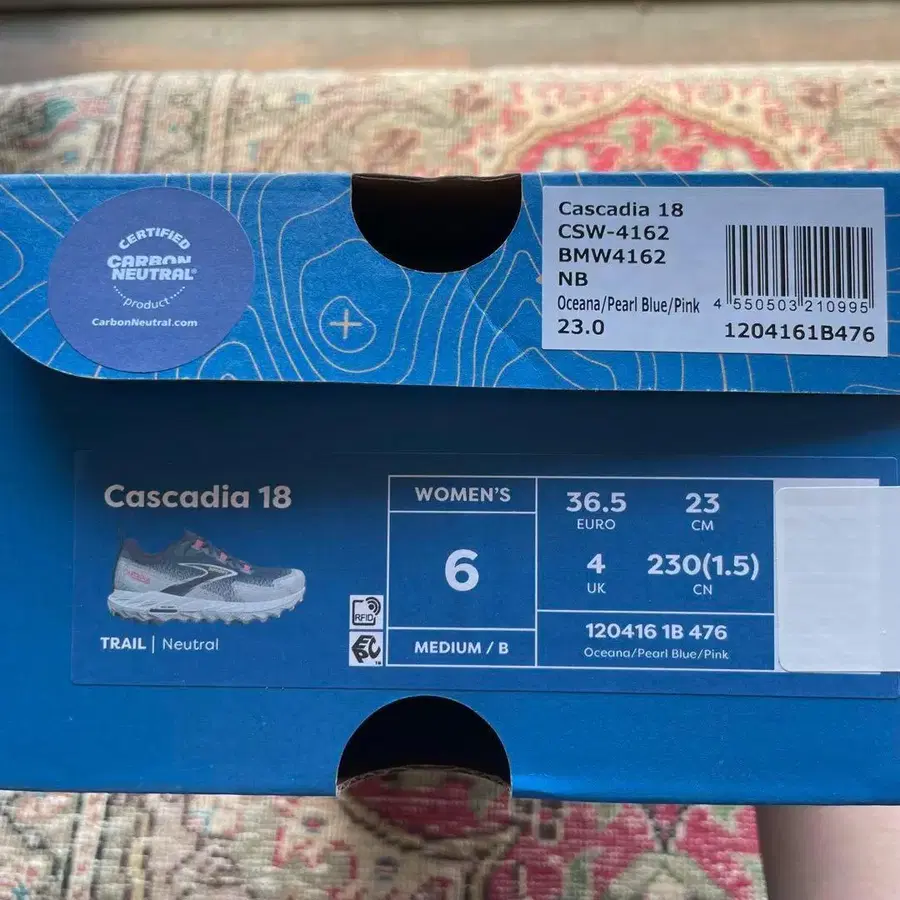 CERTIFIED
CARBON
NEUTRAL®
product
CarbonNeutral.com
Cascadia 18
CSW-4162
BMW4162
NB
Oceana/Pearl Blue/Pink
23.0
4 550503 210995
1204161B476
Cascadia 18
TRAIL | Neutral
RFID
EPC
WOMEN'S
6
MEDIUM / B
36.5
EURO
23
CM
4
UK
230(1.5)
CN
120416 1B 476
Oceana/Pearl Blue/Pink